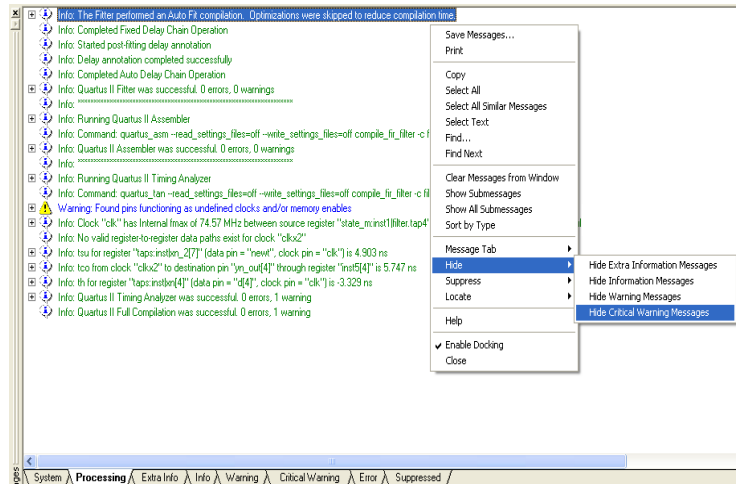 Info: The Fitter performed an Auto Fit compilation. Optimizations were skipped to reduce compilation time.
Info: Completed Fixed Delay Chain Operation
Info: Started post-fitting delay annotation
Info: Delay annotation completed successfully
Info: Completed Auto Delay Chain Operation
Info: Quartus II Fitter was successful. 0 errors, 0 warnings
Info: ************************************************************
Info: Running Quartus II Assembler
Info: Command: quartus_asm --read_settings_files=off --write_settings_files=off compile_fir_filter -c f
Info: Quartus II Assembler was successful. 0 errors, 0 warnings
Info: ************************************************************
Info: Running Quartus II Timing Analyzer
Info: Command: quartus_tan --read_settings_files=off --write_settings_files=off compile_fir_filter -c fil
Warning: Found pins functioning as undefined clocks and/or memory enables
Info: Clock "clk" has Internal fmax of 74.57 MHz between source register "state_m:inst1|filter.tap4"
Info: No valid register-to-register data paths exist for clock "clkx2"
Info: tsu for register "taps:inst|xn_2[7]" (data pin = "newt", clock pin = "clk") is 4.903 ns
Info: tco from clock "clkx2" to destination pin "yn_out[4]" through register "inst5[4]" is 5.747 ns
Info: th for register "taps:inst|xn[4]" (data pin = "d[4]", clock pin = "clk") is -3.329 ns
Info: Quartus II Timing Analyzer was successful. 0 errors, 1 warning
Info: Quartus II Full Compilation was successful. 0 errors, 1 warning
Save Messages...
Print
Copy
Select All
Select All Similar Messages
Select Text
Find...
Find Next
Clear Messages from Window
Show Submessages
Show All Submessages
Sort by Type
Message Tab
Hide
Suppress
Locate
Help
Enable Docking
Close
Hide Extra Information Messages
Hide Information Messages
Hide Warning Messages
Hide Critical Warning Messages
System Processing Extra Info Info Warning Critical Warning Error Suppressed